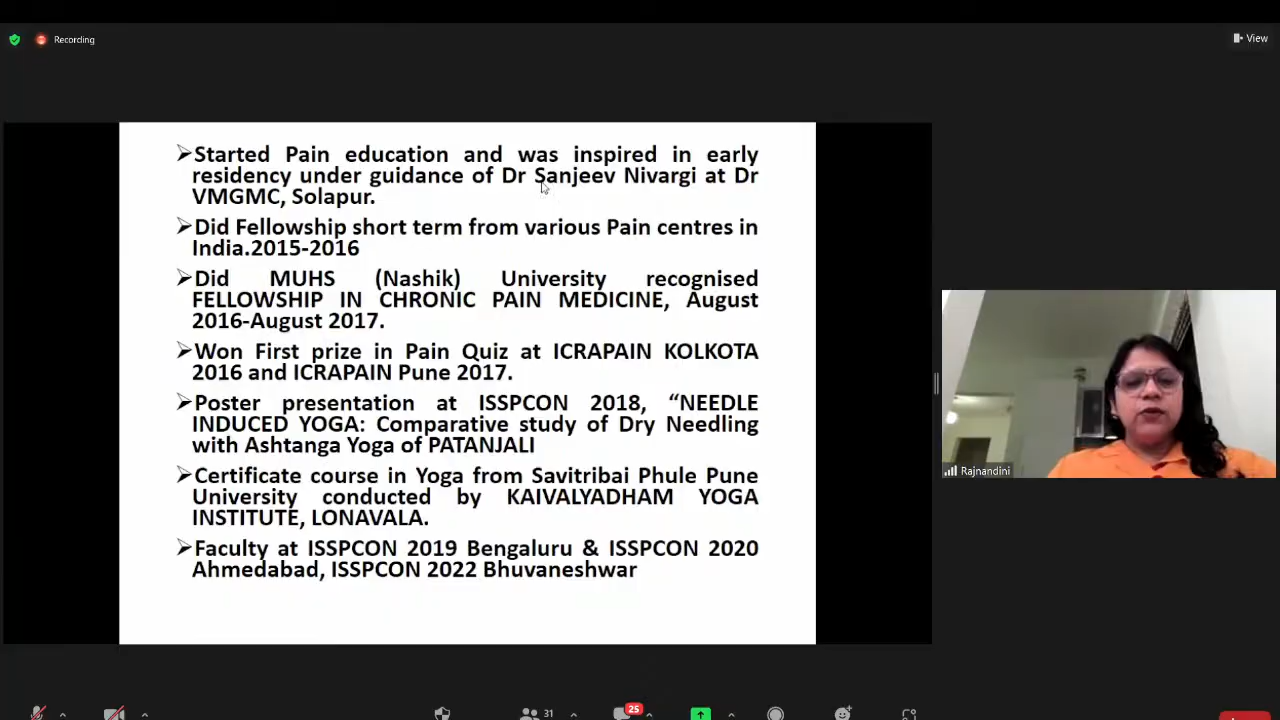 Recording
View
➢Started Pain education and was inspired in early
residency under guidance of Dr Sanjeev Nivargi at Dr
VMGMC, Solapur.
➢Did Fellowship short term from various Pain centres in
India.2015-2016
➢Did MUHS (Nashik) University recognised
FELLOWSHIP IN CHRONIC PAIN MEDICINE, August
2016-August 2017.
➢Won First prize in Pain Quiz at ICRAPAIN KOLKOTA
2016 and ICRAPAIN Pune 2017.
➢Poster presentation at ISSPCON 2018, “NEEDLE
INDUCED YOGA: Comparative study of Dry Needling
with Ashtanga Yoga of PATANJALI
➢Certificate course in Yoga from Savitribai Phule Pune
University conducted by KAIVALYADHAM YOGA
INSTITUTE, LONAVALA.
➢Faculty at ISSPCON 2019 Bengaluru & ISSPCON 2020
Ahmedabad, ISSPCON 2022 Bhuvaneshwar
Rajnandini
31
25